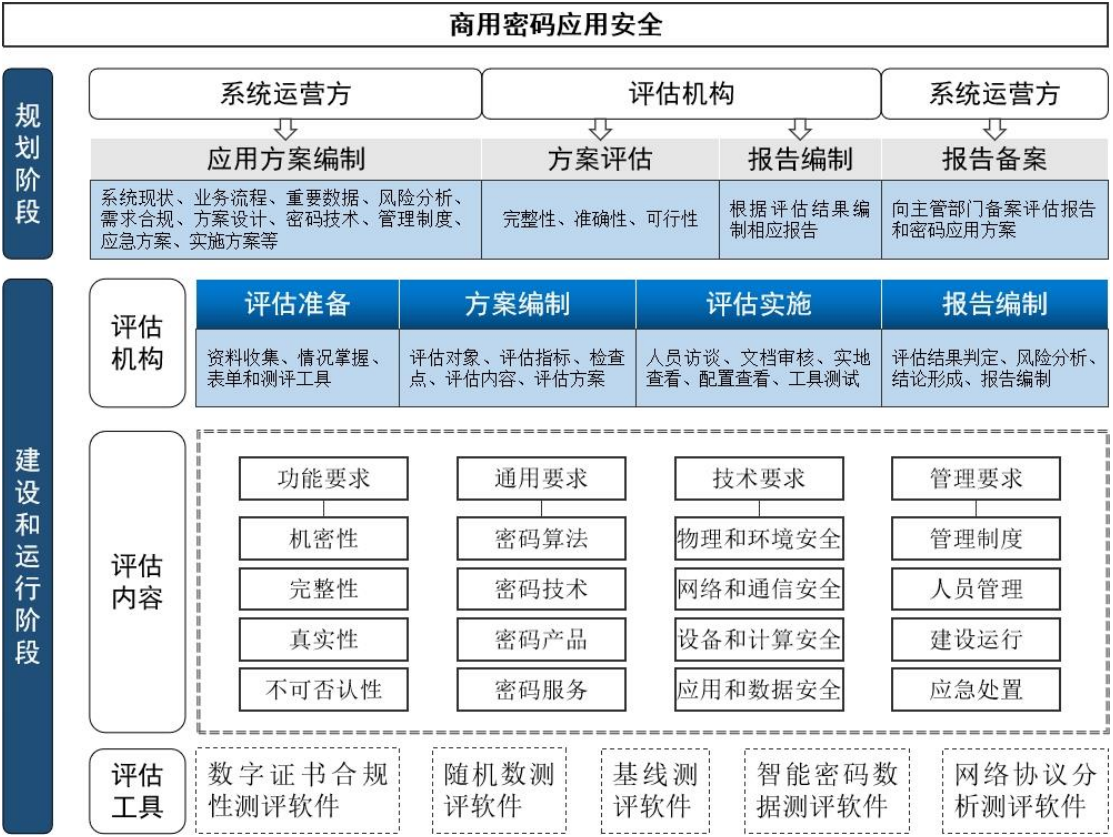 商用密码应用安全
规划阶段
系统运营方
评估机构
系统运营方
应用方案编制
方案评估
报告编制
报告备案
系统现状、业务流程、重要数据、风险分析、
需求合规、方案设计、密码技术、管理制度、
应急方案、实施方案等
完整性、准确性、可行性
根据评估结果编
制相应报告
向主管部门备案评估报告
和密码应用方案
建设和运行阶段
评估
机构
评估准备
方案编制
评估实施
报告编制
资料收集、情况掌握、
表单和测评工具
评估对象、评估指标、检查
点、评估内容、评估方案
人员访谈、文档审核、实地
查看、配置查看、工具测试
评估结果判定、风险分析、
结论形成、报告编制
评估
内容
功能要求
通用要求
技术要求
管理要求
机密性
密码算法
物理和环境安全
管理制度
完整性
密码技术
网络和通信安全
人员管理
真实性
密码产品
设备和计算安全
建设运行
不可否认性
密码服务
应用和数据安全
应急处置
评估
工具
数字证书合规
性测评软件
随机数测
评软件
基线测
评软件
智能密码数
据测评软件
网络协议分
析测评软件